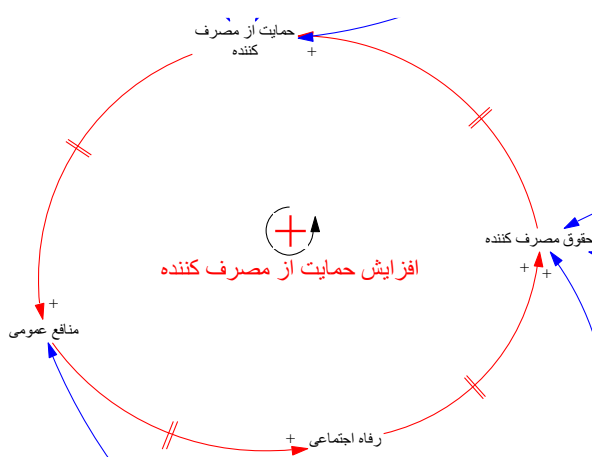 حمایت از مصرف
کننده
+
حقوق مصرف کننده
+ +
+
افزایش حمایت از مصرف کننده
+
منافع عمومی
رفاه اجتماعی
+